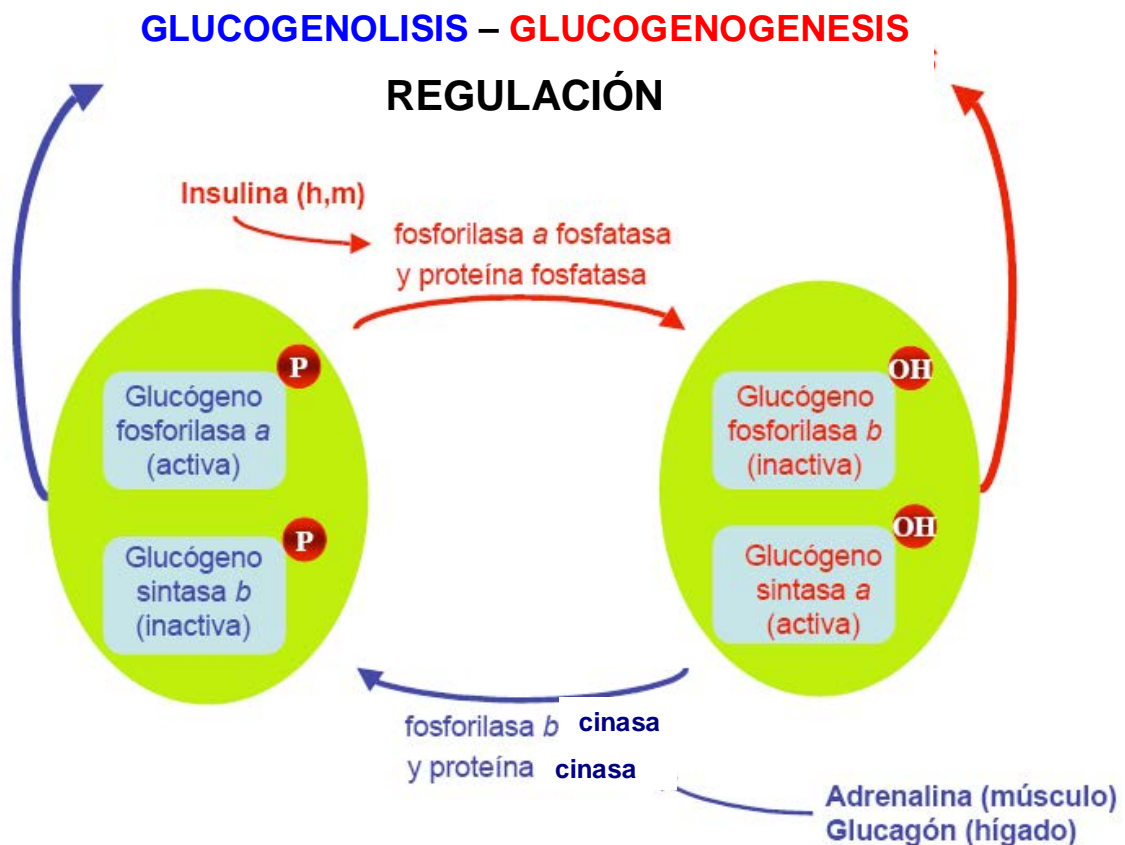 GLUCOGENOLISIS – GLUCOGENOGENESIS
REGULACIÓN
Insulina (h,m)
fosforilasa a fosfatasa
y proteína fosfatasa
P
Glucógeno
fosforilasa a
(activa)
P
Glucógeno
sintasa b
(inactiva)
OH
Glucógeno
fosforilasa b
(inactiva)
OH
Glucógeno
sintasa a
(activa)
fosforilasa b cinasa
y proteína cinasa
Adrenalina (músculo)
Glucagón (hígado)